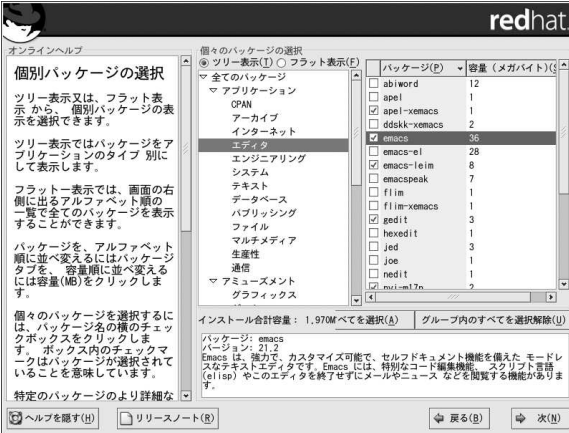 redhat.
オンラインヘルプ
個別パッケージの選択
ツリー表示又は、フラット表
示 から、 個別パッケージの表
示を選択できます。
ツリー表示ではパッケージをア
プリケーションのタイプ 別に
して表示します。
フラットー表示では、画面の右
側に出るアルファベット順の
一覧で全てのパッケージを表示
することができます。
パッケージを、アルファベット
順に並べ変えるにはパッケージ
タブを、 容量順に並べ変える
には容量(MB)をクリックしま
す。
個々のパッケージを選択するに
は、パッケージ名の横のチェッ
クボックスをクリックしま
す。 ボックス内のチェックマ
ークはパッケージが選択されて
いることを意味しています。
特定のパッケージのより詳細な
個々のパッケージの選択
ツリー表示(T) フラット表示(F)
全てのパッケージ
アプリケーション
CPAN
アーカイブ
インターネット
エディタ
エンジニアリング
システム
テキスト
データベース
パブリッシング
ファイル
マルチメディア
生産性
通信
アミューズメント
グラフィックス
パッケージ(P) 容量（メガバイト)(
abiword 12
apel 1
apel-xemacs 1
ddskk-xemacs 2
emacs 36
emacs-el 28
emacs-leim 8
emacspeak 7
flim 1
flim-xemacs 1
gedit 3
hexedit 1
jed 3
joe 1
nedit 1
nvi-m17n 2
インストール合計容量： 1,970M べてを選択(A) グループ内のすべてを選択解除(U)
パッケージ: emacs
バージョン: 21.2
Emacs は、強力で、カスタマイズ可能で、セルフドキュメント機能を備えた モードレ
スなテキストエディタです。Emacs には、特別なコード編集機能、 スクリプト言語
(elisp) やこのエディタを終了せずにメールやニュース などを閲覧する機能がありま
す。
ヘルプを隠す(H) リリースノート(R) 戻る(B) 次(N)